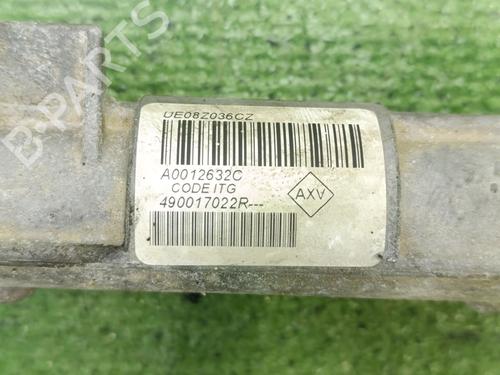 UE08Z036CZ
A0012632C
CODE ITG
490017022R---
AXV
B-Parts